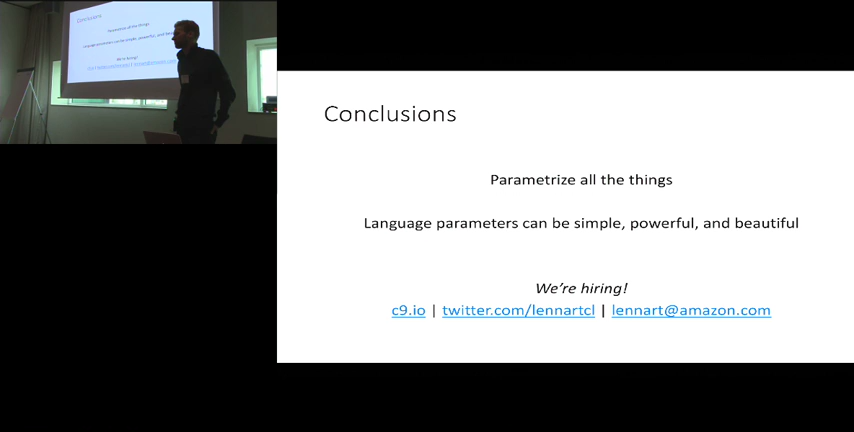 Conclusions
Parametrize all the things
Language parameters can be simple, powerful, and beautiful
We're hiring!
c9.io | twitter.com/lennartcl | lennart@amazon.com